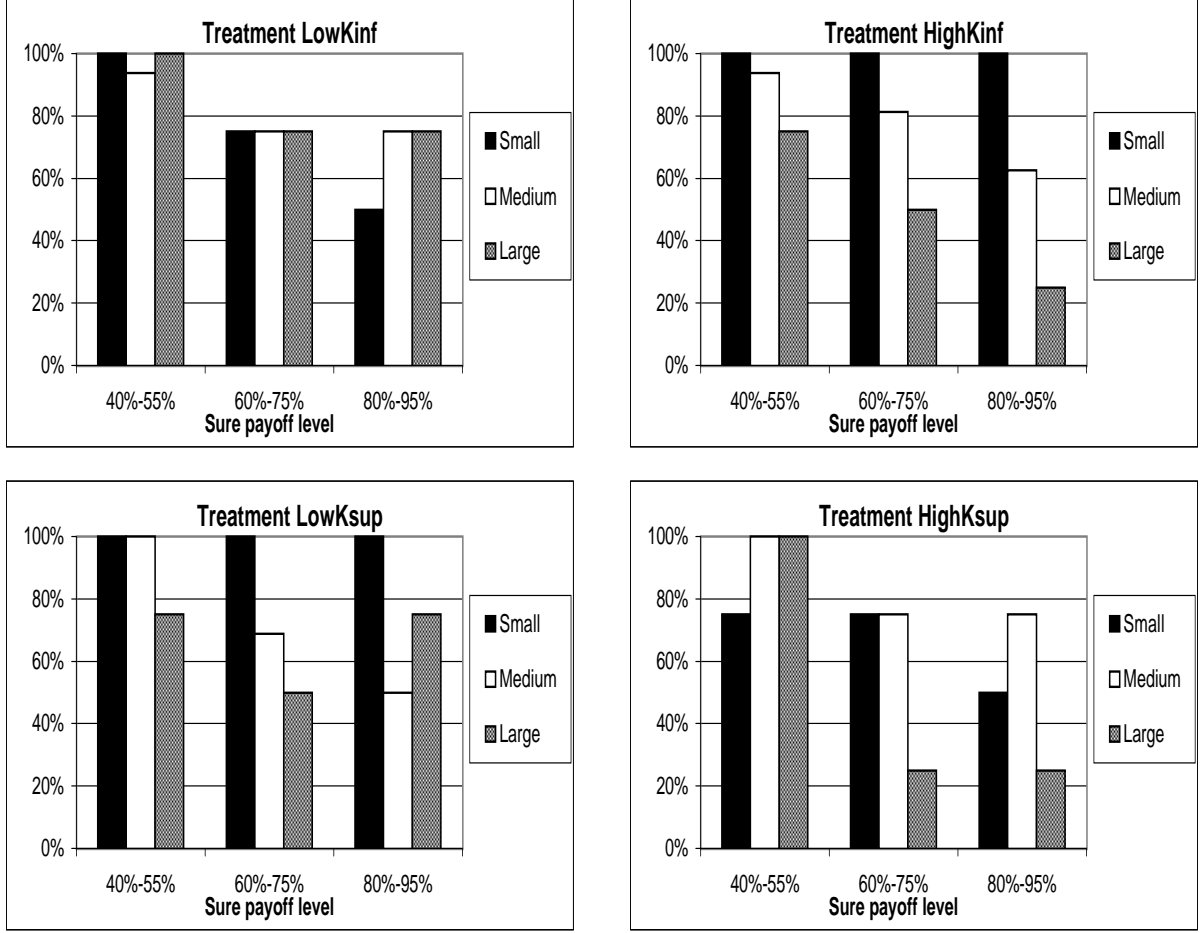 Treatment LowKinf
100%
80%
60%
40%
20%
0%
40%-55% 60%-75% 80%-95%
Sure payoff level
Small
Medium
Large
Treatment HighKinf
100%
80%
60%
40%
20%
0%
40%-55% 60%-75% 80%-95%
Sure payoff level
Small
Medium
Large
Treatment LowKsup
100%
80%
60%
40%
20%
0%
40%-55% 60%-75% 80%-95%
Sure payoff level
Small
Medium
Large
Treatment HighKsup
100%
80%
60%
40%
20%
0%
40%-55% 60%-75% 80%-95%
Sure payoff level
Small
Medium
Large